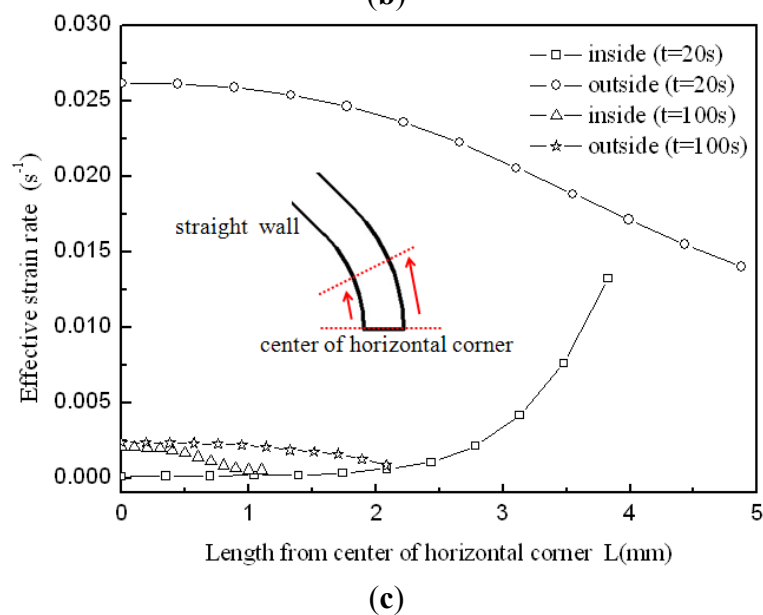 (b)
0.030
0.025
0.020
0.015
0.010
0.005
0.000
Effective strain rate (s⁻¹)
inside (t=20s)
outside (t=20s)
inside (t=100s)
outside (t=100s)
straight wall
center of horizontal corner
0 1 2 3 4 5
Length from center of horizontal corner L(mm)
(c)